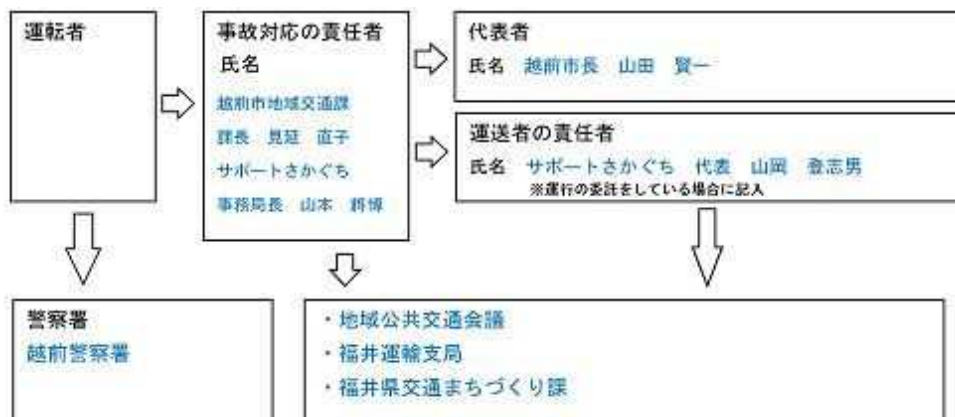 運転者
事故対応の責任者
氏名
越前市地域交通課
課長 見延 直子
サポートさかぐち
事務局長 山本 将博
代表者
氏名 越前市長 山田 賢一
運送者の責任者
氏名 サポートさかぐち 代表 山岡 登志男
※運行の委託をしている場合に記入
警察署
越前警察署
・地域公共交通会議
・福井運輸支局
・福井県交通まちづくり課